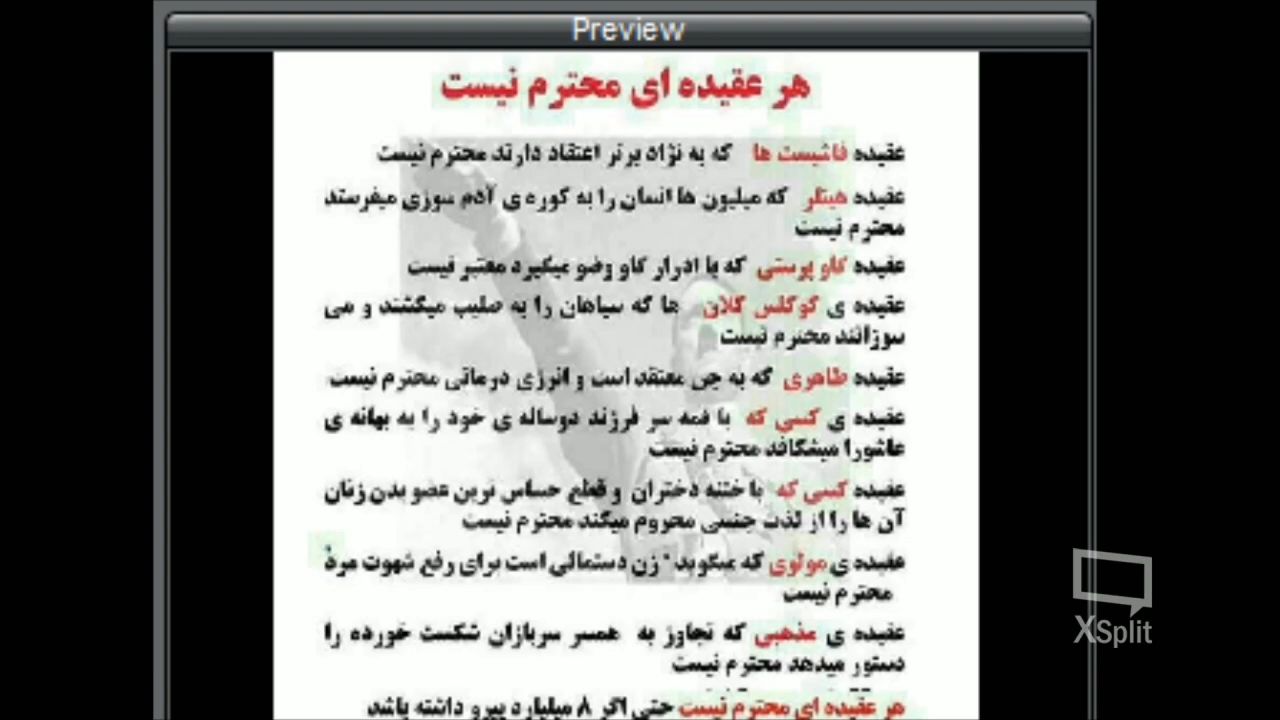 Preview
هر عقیده ای محترم نیست
عقیده فاشیست ها که به نژاد برتر اعتقاد دارند محترم نیست
عقیده هیتلر که میلیون ها انسان را به کوره ی آدم سوزی میفرستد
محترم نیست
عقیده گاو پرستی که با ادرار گاو وضو میگیرد معتبر نیست
عقیده ی کوکلس کلان ها که سیاهان را به صلیب میکشند و می
سوزانند محترم نیست
عقیده طاهری که به جن معتقد است و انرژی درمانی محترم نیست
عقیده ی کسی که با قمه سر فرزند دوساله ی خود را به بهانه ی
عاشورا میشکافد محترم نیست
عقیده کسی که با ختنه دختران و قطع حساس ترین عضو بدن زنان
آن ها را از لذت جنسی محروم میکند محترم نیست
عقیده ی مولوی که میگوید " زن دستمالی است برای رفع شهوت مرد
محترم نیست
عقیده ی مذهبی که تجاوز به همسر سربازان شکست خورده را
دستور میدهد محترم نیست
هر عقیده ای محترم نیست حتی اگر ۸ میلیارد پیرو داشته باشد
XSplit